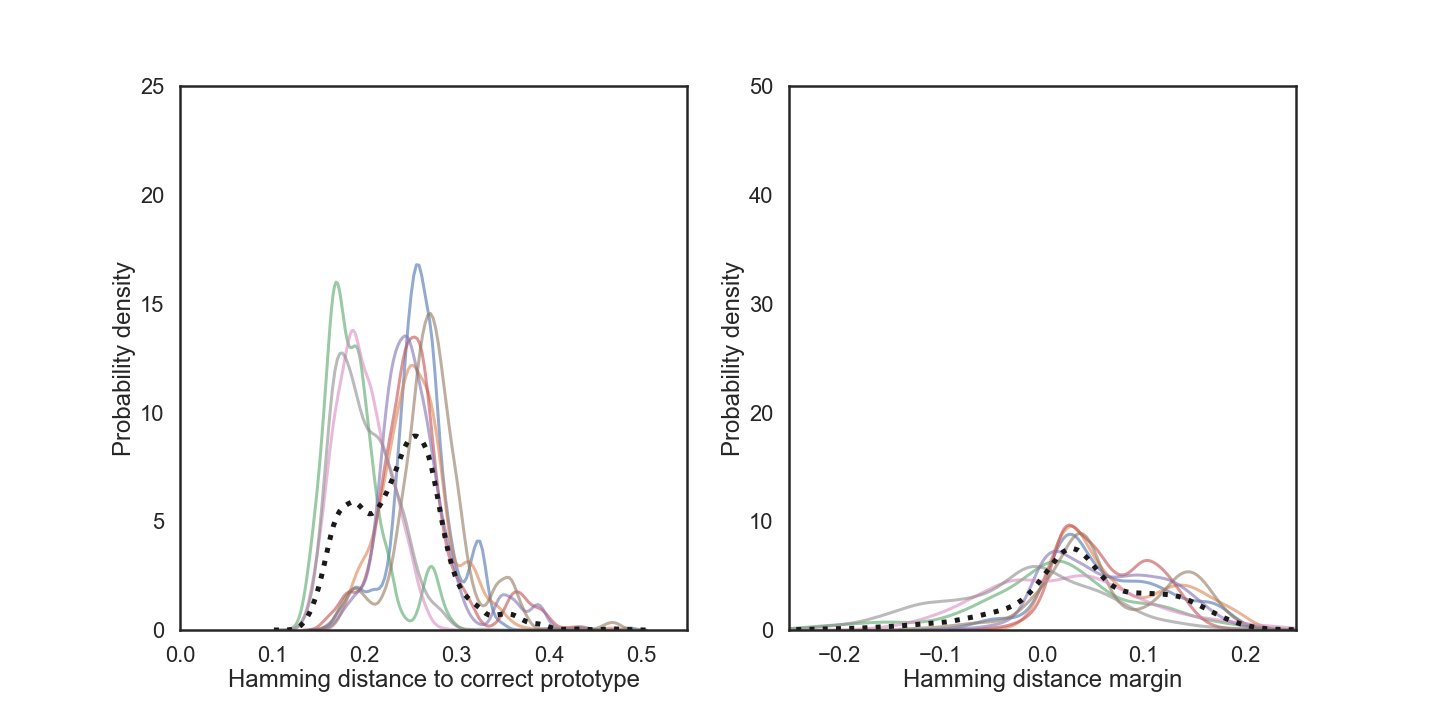 25
20
15
10
5
0
Probability density
0.0 0.1 0.2 0.3 0.4 0.5
Hamming distance to correct prototype
50
40
30
20
10
0
Probability density
−0.2 −0.1 0.0 0.1 0.2
Hamming distance margin